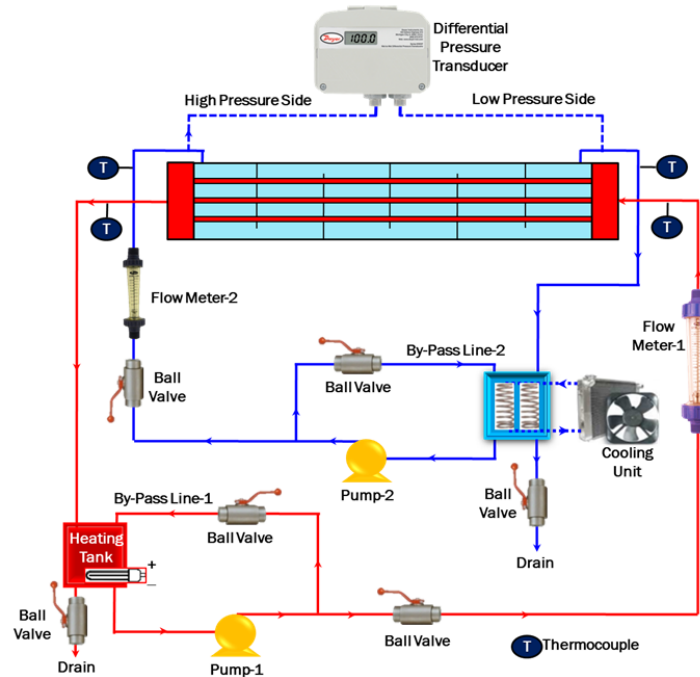 Differential
Pressure
Transducer
100.0
High Pressure Side
Low Pressure Side
T
T
T
T
Flow Meter-2
Flow
Meter-1
By-Pass Line-2
Ball
Valve
Ball
Valve
Cooling
Unit
Pump-2
Ball
Valve
By-Pass Line-1
Heating
Tank
+
–
Ball Valve
Drain
Ball
Valve
Ball Valve
T Thermocouple
Drain
Pump-1